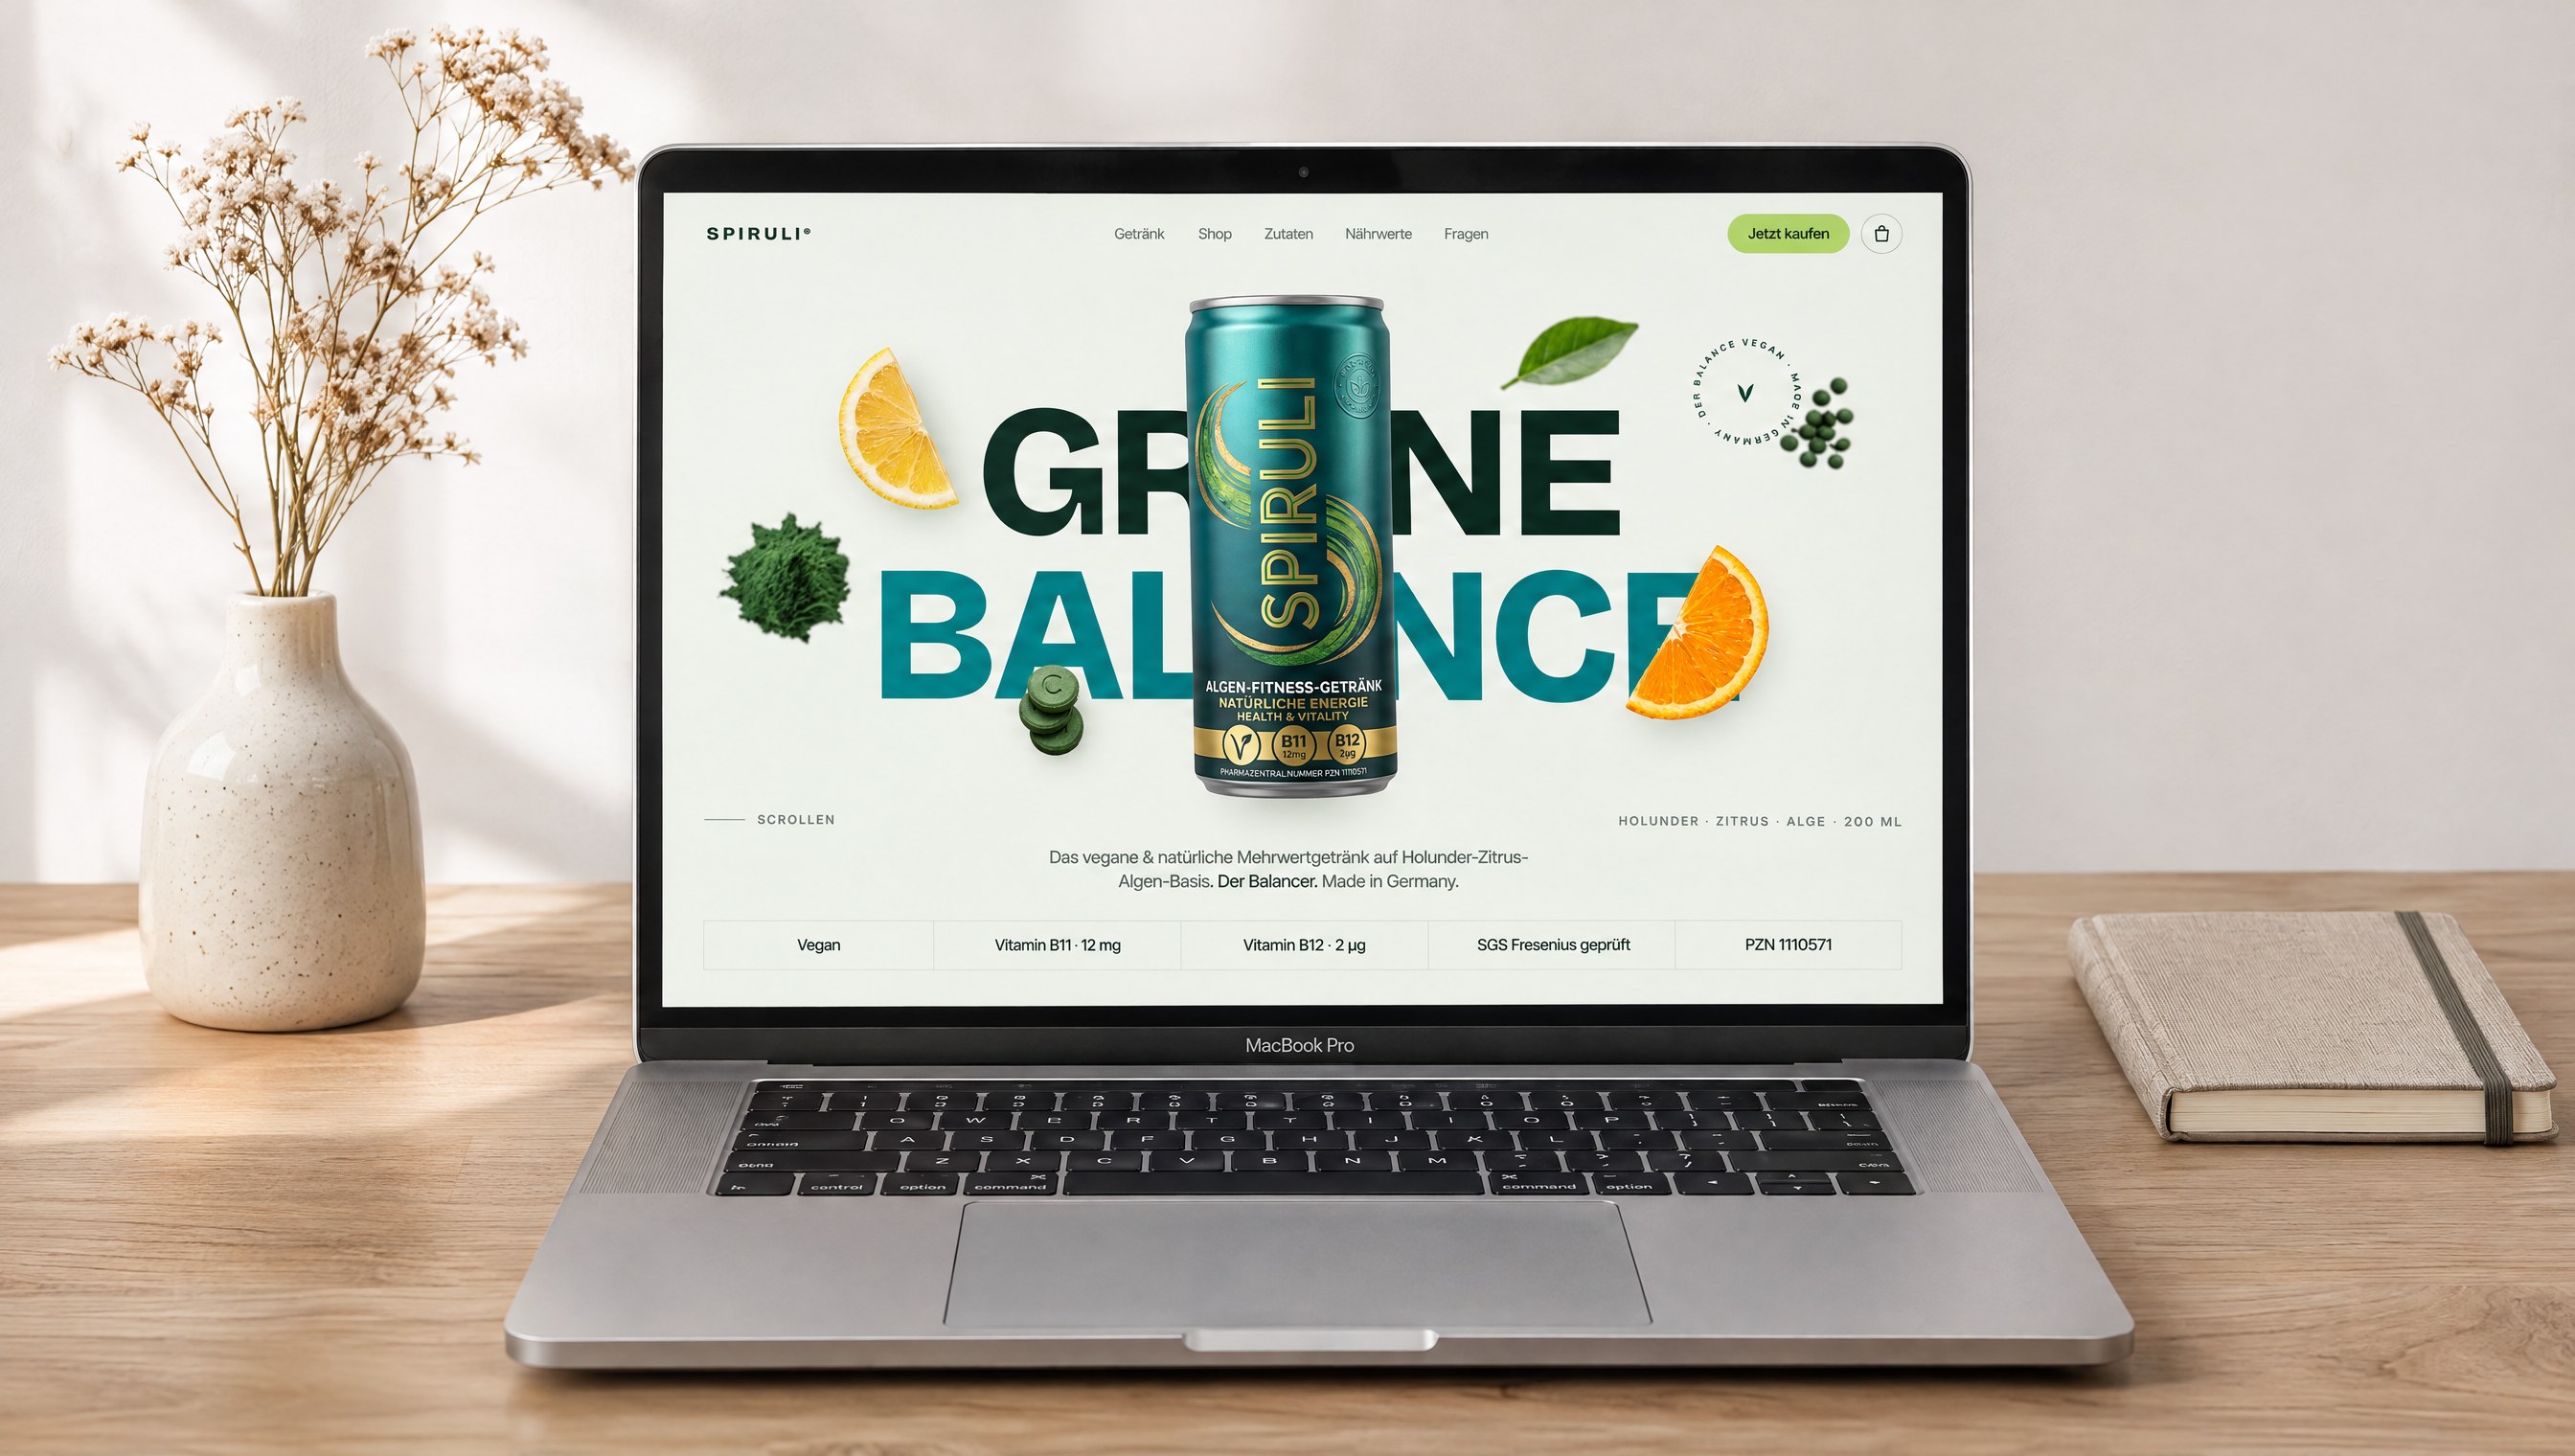 SPIRULI®
Getränk Shop Zutaten Nährwerte Fragen
Jetzt kaufen
DER BALANCE VEGAN · MADE IN GERMANY ·
GR NE
BAL NCE
SPIRULI
ALGEN-FITNESS-GETRÄNK
NATÜRLICHE ENERGIE
HEALTH & VITALITY
B11
12mg
B12
2µg
PHARMAZENTRALNUMMER PZN 11110571
SCROLLEN
HOLUNDER · ZITRUS · ALGE · 200 ML
Das vegane & natürliche Mehrwertgetränk auf Holunder-Zitrus-
Algen-Basis. Der Balancer. Made in Germany.
Vegan
Vitamin B11 · 12 mg
Vitamin B12 · 2 µg
SGS Fresenius geprüft
PZN 1110571
MacBook Pro
A S D F G H J K L
Z X C V B N M
control option command command option